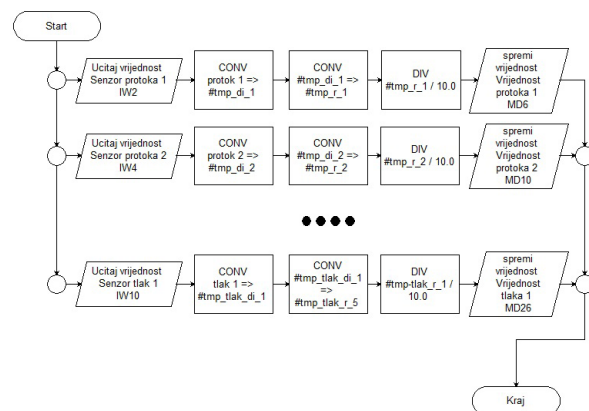 Start
Ucitaj vrijednost
Senzor protoka 1
IW2
CONV
protok 1 =>
#tmp_di_1
CONV
#tmp_di_1 =>
#tmp_r_1
DIV
#tmp_r_1 / 10.0
spremi
vrijednost
Vrijednost
protoka 1
MD6
Ucitaj vrijednost
Senzor protoka 2
IW4
CONV
protok 2 =>
#tmp_di_2
CONV
#tmp_di_2 =>
#tmp_r_2
DIV
#tmp_r_2 / 10.0
spremi
vrijednost
Vrijednost
protoka 2
MD10
Ucitaj vrijednost
Senzor tlak 1
IW10
CONV
tlak 1 =>
#tmp_tlak_di_1
CONV
#tmp_tlak_di_1
=>
#tmp_tlak_r_5
DIV
#tmp-tlak_r_1 /
10.0
spremi
vrijednost
Vrijednost
tlaka 1
MD26
Kraj